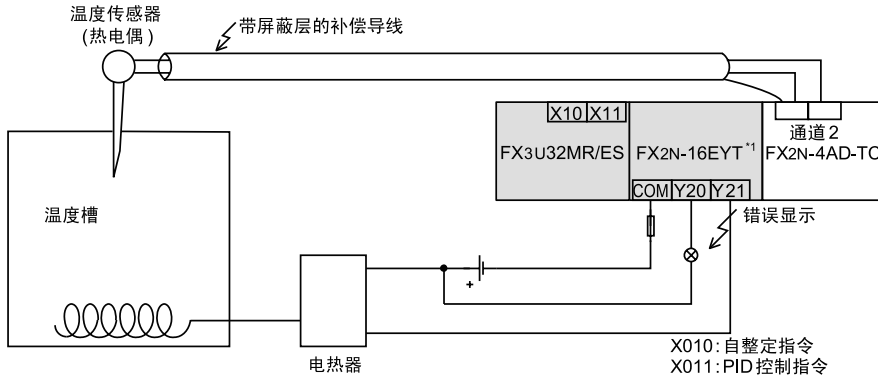 温度传感器
(热电偶)
带屏蔽层的补偿导线
X10 X11
通道2
FX3U32MR/ES
FX2N-16EYT*1
FX2N-4AD-TC
COM Y20 Y21
温度槽
错误显示
+
电热器
X010:自整定指令
X011:PID控制指令